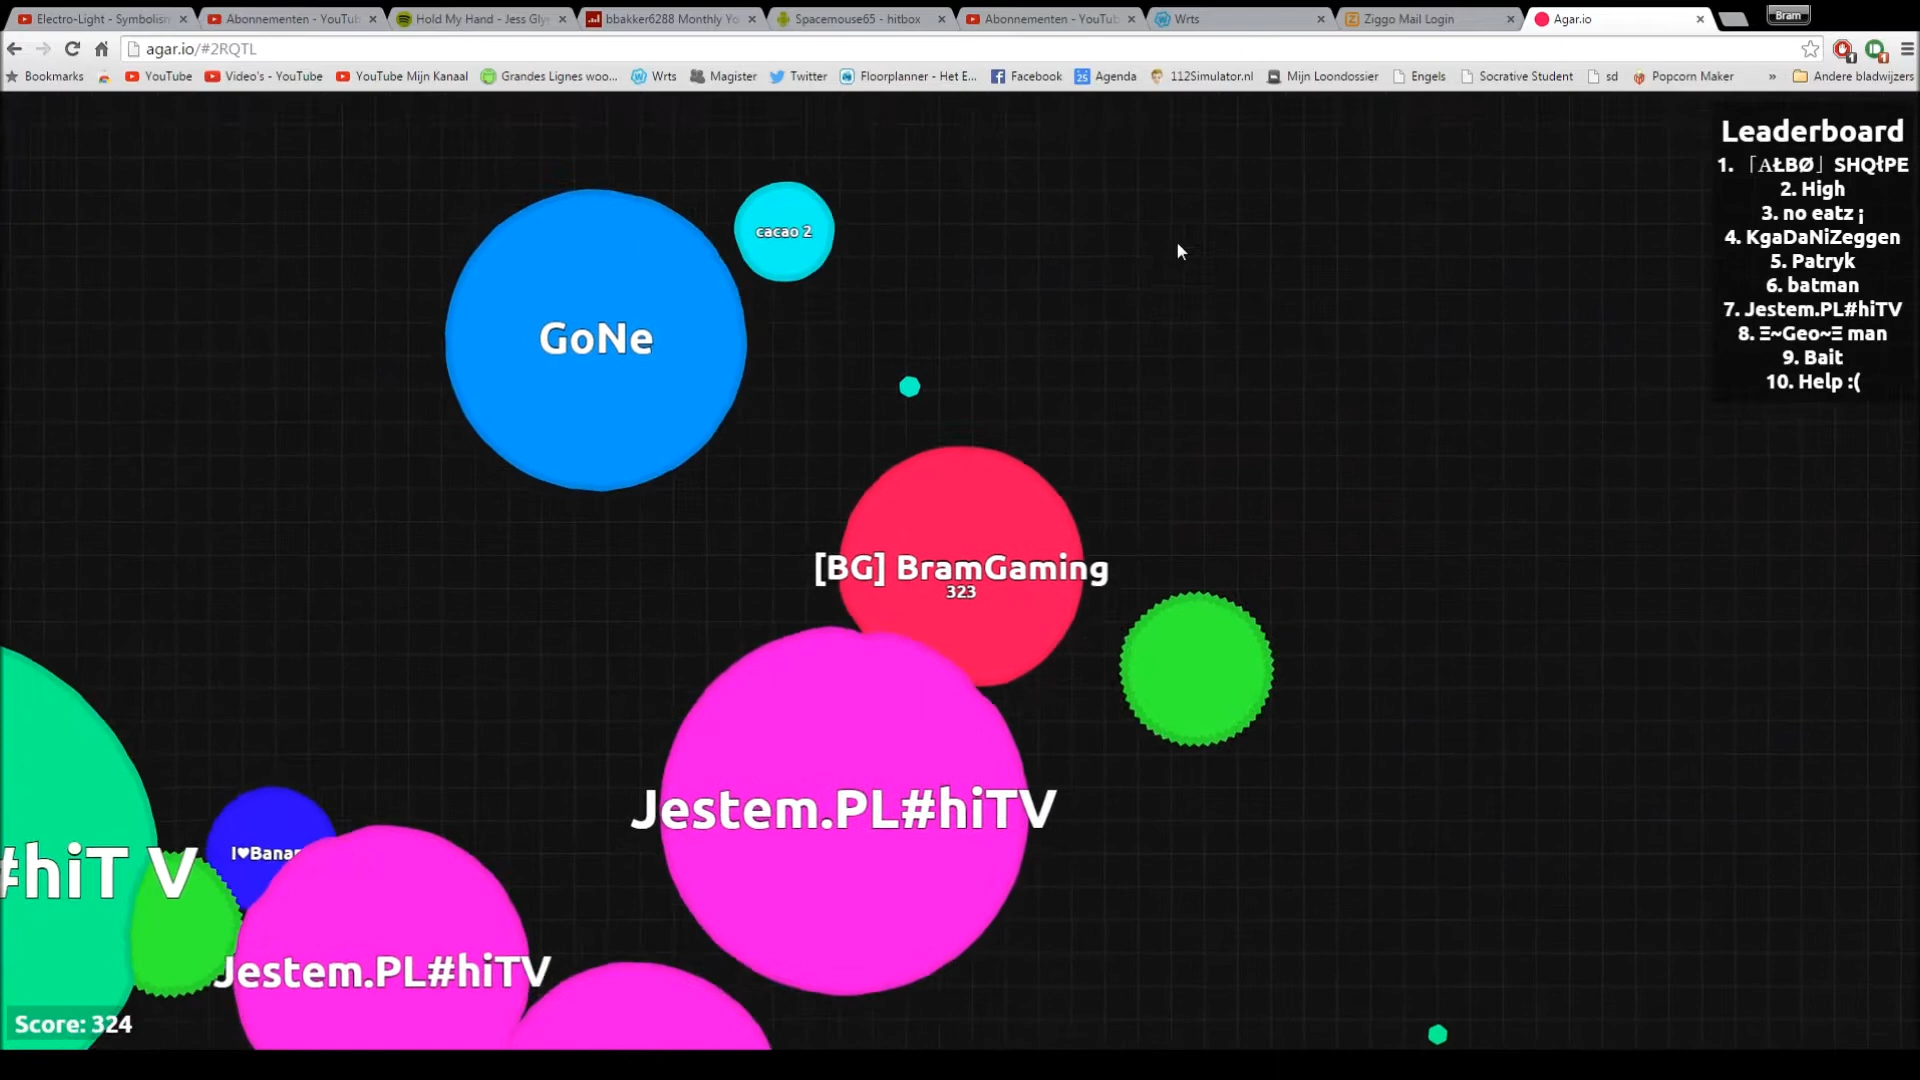 Electro-Light - Symbolism
Abonnementen - YouTub
Hold My Hand - Jess Gly
bbakker6288 Monthly Yo
Spacemouse65 - hitbox
Abonnementen - YouTub
Wrts
Ziggo Mail Login
Agar.io
Bram
agar.io/#2RQTL
Bookmarks
YouTube
Video's - YouTube
YouTube Mijn Kanaal
Grandes Lignes woo...
Wrts
Magister
Twitter
Floorplanner - Het E...
Facebook
Agenda
112Simulator.nl
Mijn Loondossier
Engels
Socrative Student
sd
Popcorn Maker
Andere bladwijzers
Leaderboard
1. 「AŁBØ」 SHQłPE
2. High
3. no eatz ¡
4. KgaDaNiZeggen
5. Patryk
6. batman
7. Jestem.PL#hiTV
8. Ξ~Geo~Ξ man
9. Bait
10. Help :(
cacao 2
GoNe
[BG] BramGaming
323
Jestem.PL#hiTV
I♥Banan
#hiT V
Jestem.PL#hiTV
Score: 324